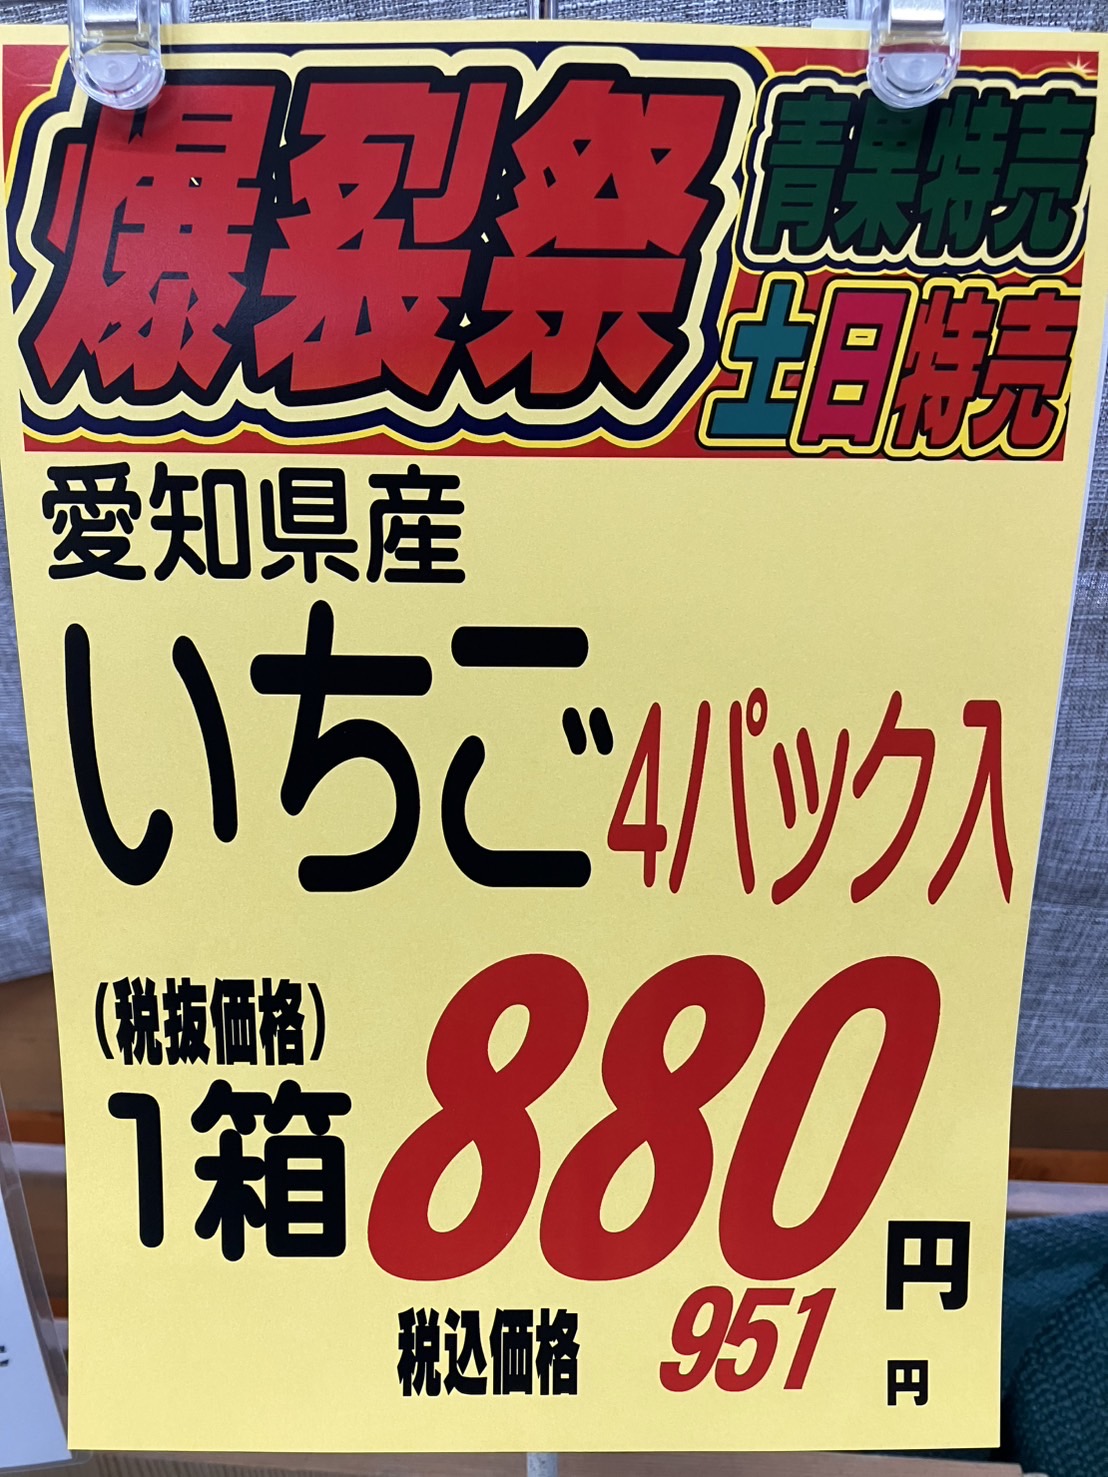 爆裂祭
青果特売
土日特売
愛知県産
いちご4パック入
(税抜価格)
1箱 880円
税込価格 951円